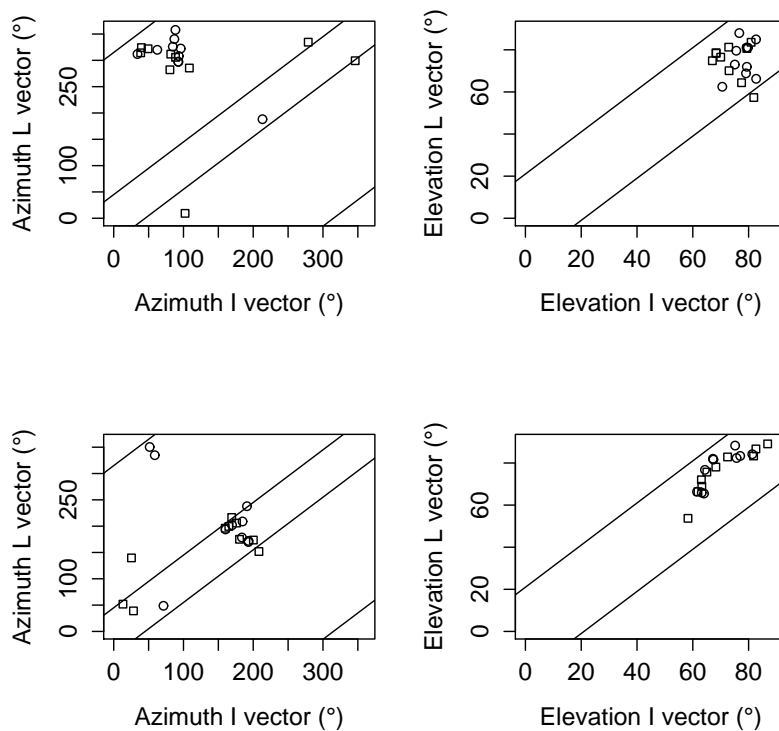 Azimuth L vector (°)
0 100 250
0 100 200 300
Azimuth I vector (°)
Elevation L vector (°)
0 20 60
0 20 40 60 80
Elevation I vector (°)
Azimuth L vector (°)
0 100 250
0 100 200 300
Azimuth I vector (°)
Elevation L vector (°)
0 20 60
0 20 40 60 80
Elevation I vector (°)